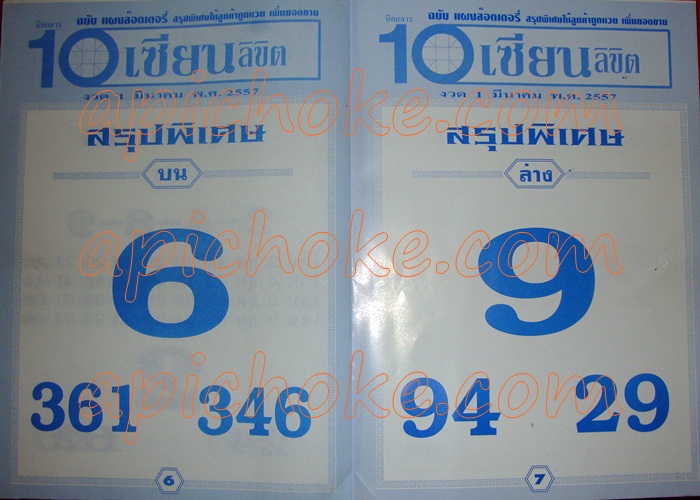 ฉบับ แผงล๊อตเตอรี่ สรุปพิเศษให้ลูกค้าถูกหวย เพิ่มยอดขาย
นิตยสาร
10 เซียน ลิขิต
งวด 1 มีนาคม พ.ศ. 2557
สรุปพิเศษ
บน
6
361 346
6
ฉบับ แผงล๊อตเตอรี่ สรุปพิเศษให้ลูกค้าถูกหวย เพิ่มยอดขาย
นิตยสาร
10 เซียน ลิขิต
งวด 1 มีนาคม พ.ศ. 2557
สรุปพิเศษ
ล่าง
9
94 29
7
apichoke.com apichoke.com
apichoke.com apichoke.com
apichoke.com apichoke.com